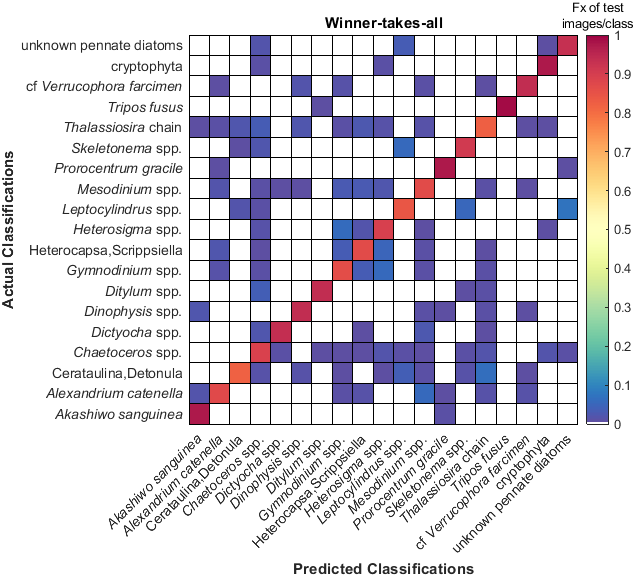 Winner-takes-all
Fx of test
images/class
unknown pennate diatoms
cryptophyta
cf Verrucophora farcimen
Tripos fusus
Thalassiosira chain
Skeletonema spp.
Prorocentrum gracile
Mesodinium spp.
Leptocylindrus spp.
Heterosigma spp.
Heterocapsa,Scrippsiella
Gymnodinium spp.
Ditylum spp.
Dinophysis spp.
Dictyocha spp.
Chaetoceros spp.
Cerataulina,Detonula
Alexandrium catenella
Akashiwo sanguinea
Actual Classifications
1
0.9
0.8
0.7
0.6
0.5
0.4
0.3
0.2
0.1
0
Akashiwo sanguinea
Alexandrium catenella
Cerataulina,Detonula
Chaetoceros spp.
Dictyocha spp.
Dinophysis spp.
Ditylum spp.
Gymnodinium spp.
Heterocapsa,Scrippsiella
Heterosigma spp.
Leptocylindrus spp.
Mesodinium spp.
Prorocentrum gracile
Skeletonema spp.
Thalassiosira chain
Tripos fusus
cf Verrucophora farcimen
cryptophyta
unknown pennate diatoms
Predicted Classifications